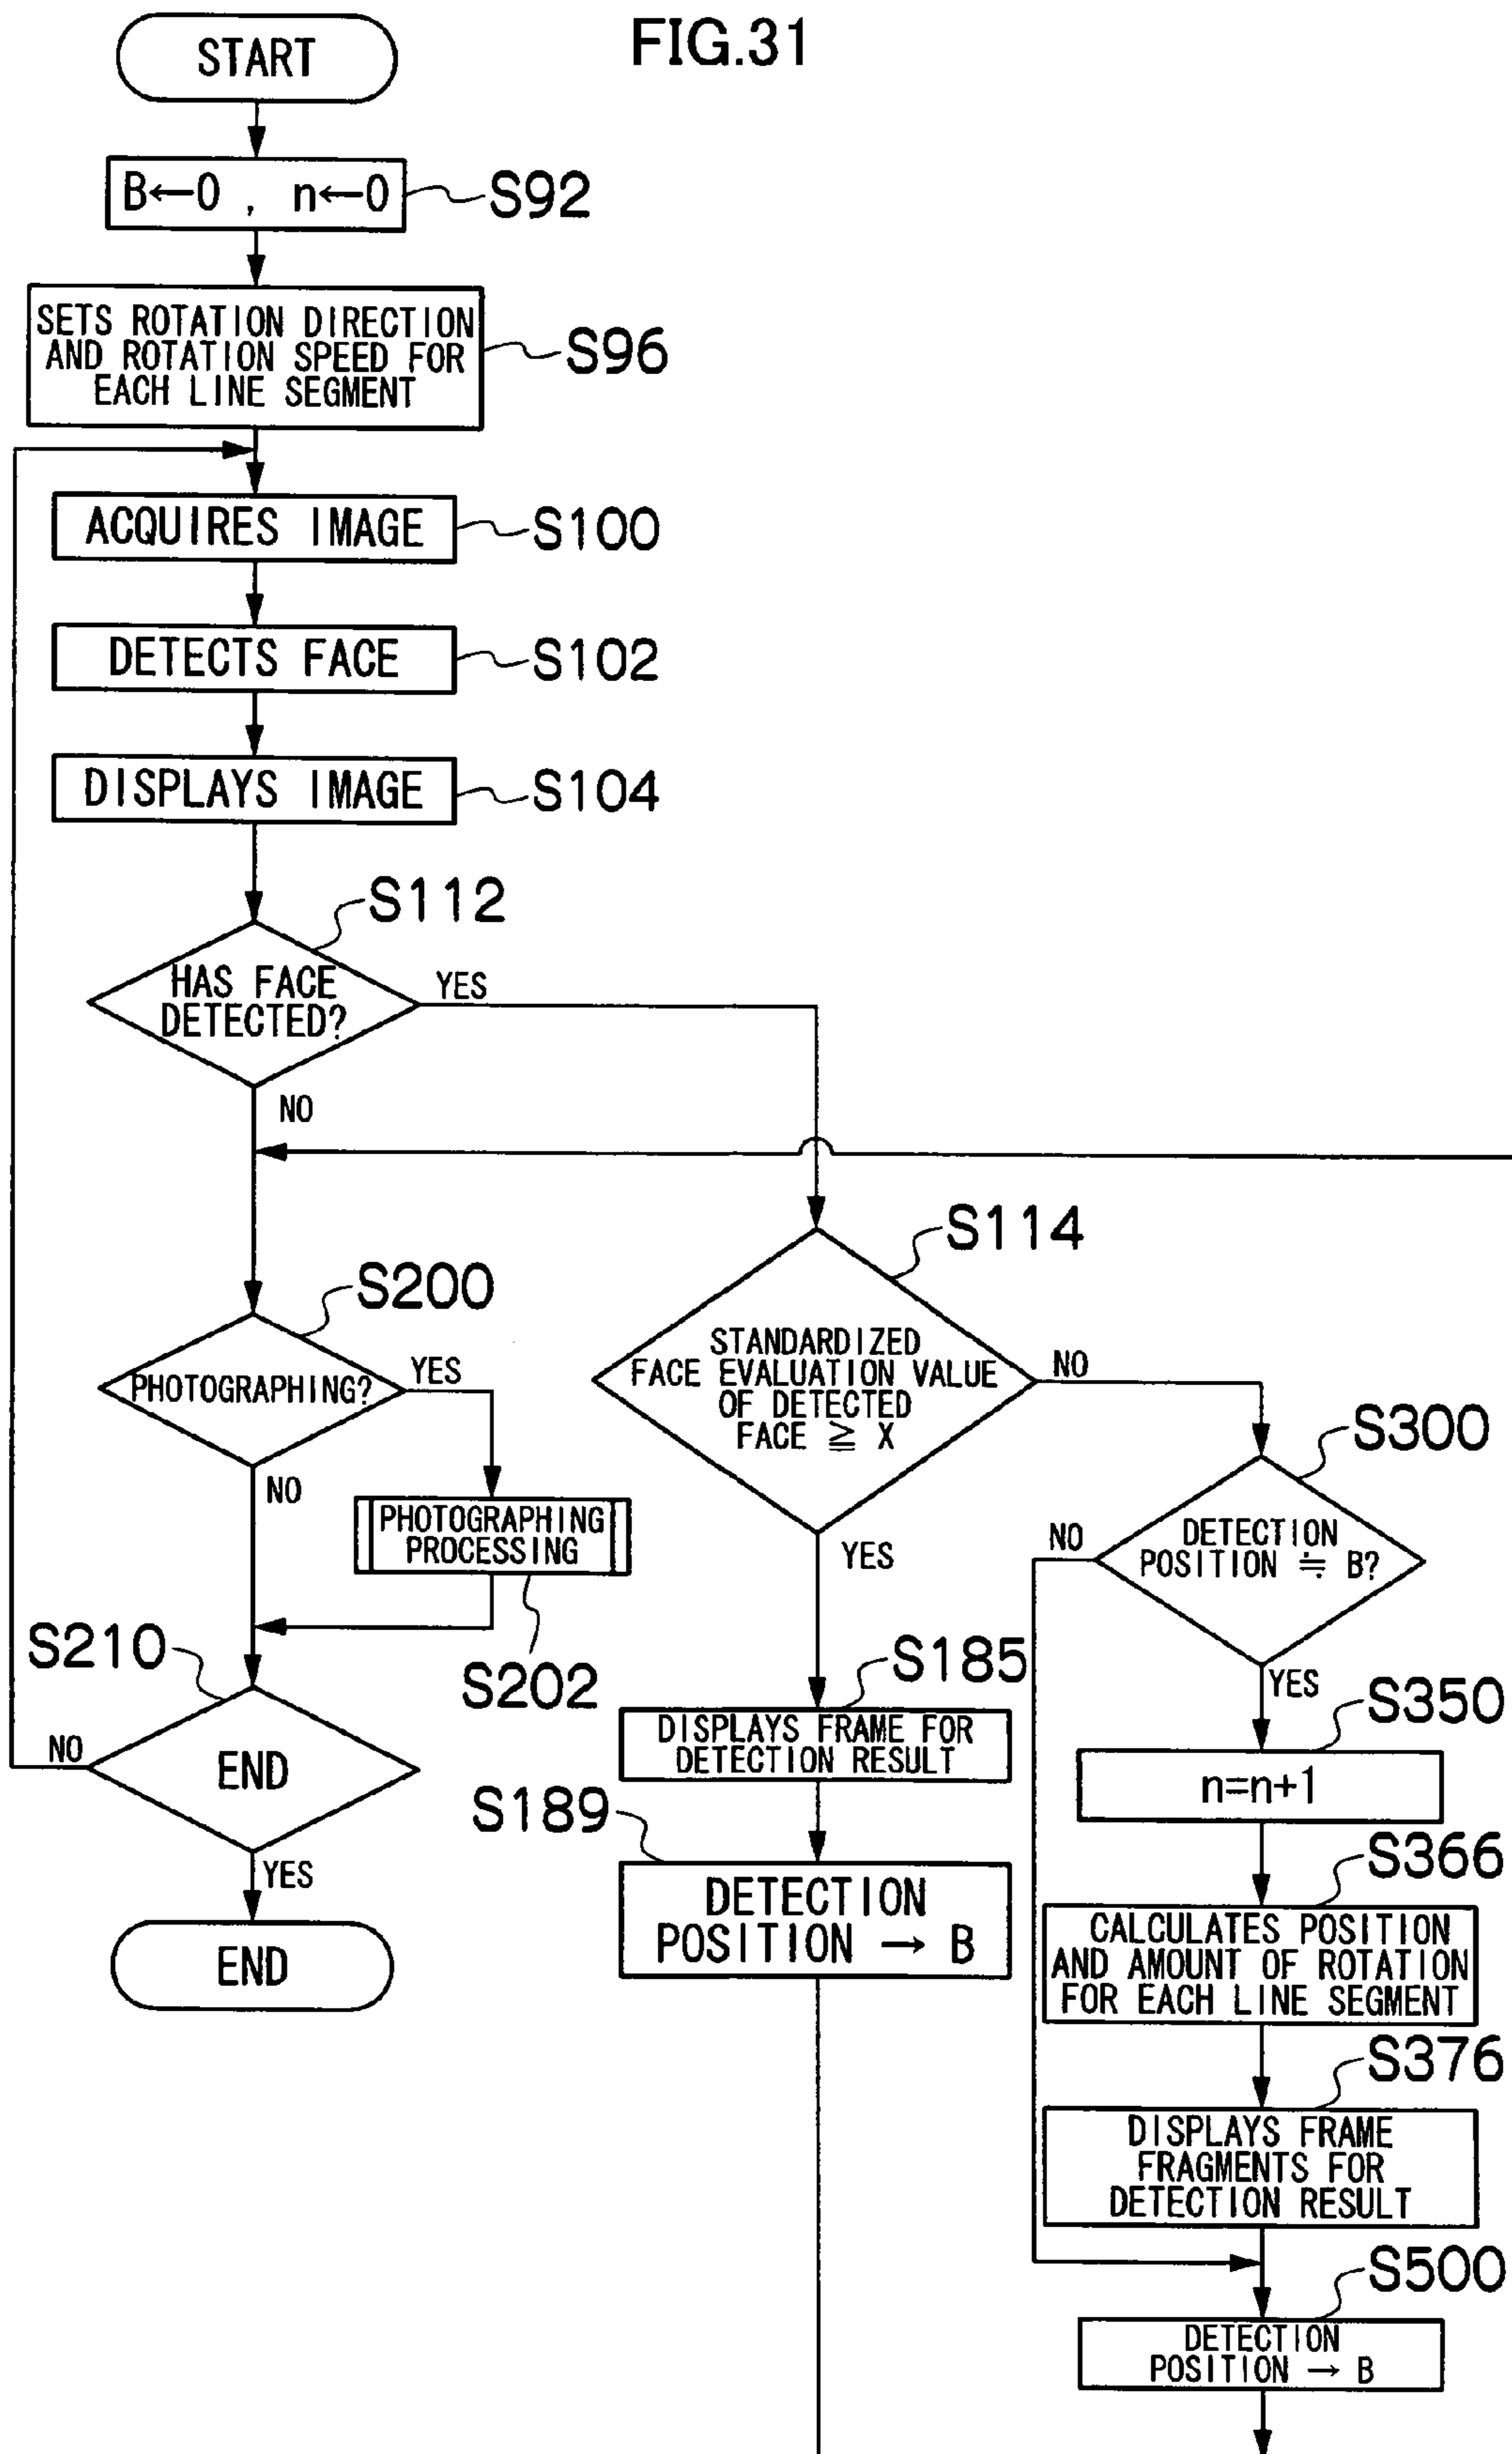 FIG.31
START
B←0 , n←0
S92
SETS ROTATION DIRECTION
AND ROTATION SPEED FOR
EACH LINE SEGMENT
S96
ACQUIRES IMAGE
S100
DETECTS FACE
S102
DISPLAYS IMAGE
S104
S112
HAS FACE
DETECTED?
YES
NO
S114
STANDARDIZED
FACE EVALUATION VALUE
OF DETECTED
FACE ≧ X
NO
YES
S200
PHOTOGRAPHING?
YES
NO
PHOTOGRAPHING
PROCESSING
S202
S210
END
NO
YES
END
S185
DISPLAYS FRAME FOR
DETECTION RESULT
S189
DETECTION
POSITION → B
S300
DETECTION
POSITION ≒ B?
NO
YES
S350
n=n+1
S366
CALCULATES POSITION
AND AMOUNT OF ROTATION
FOR EACH LINE SEGMENT
S376
DISPLAYS FRAME
FRAGMENTS FOR
DETECTION RESULT
S500
DETECTION
POSITION → B